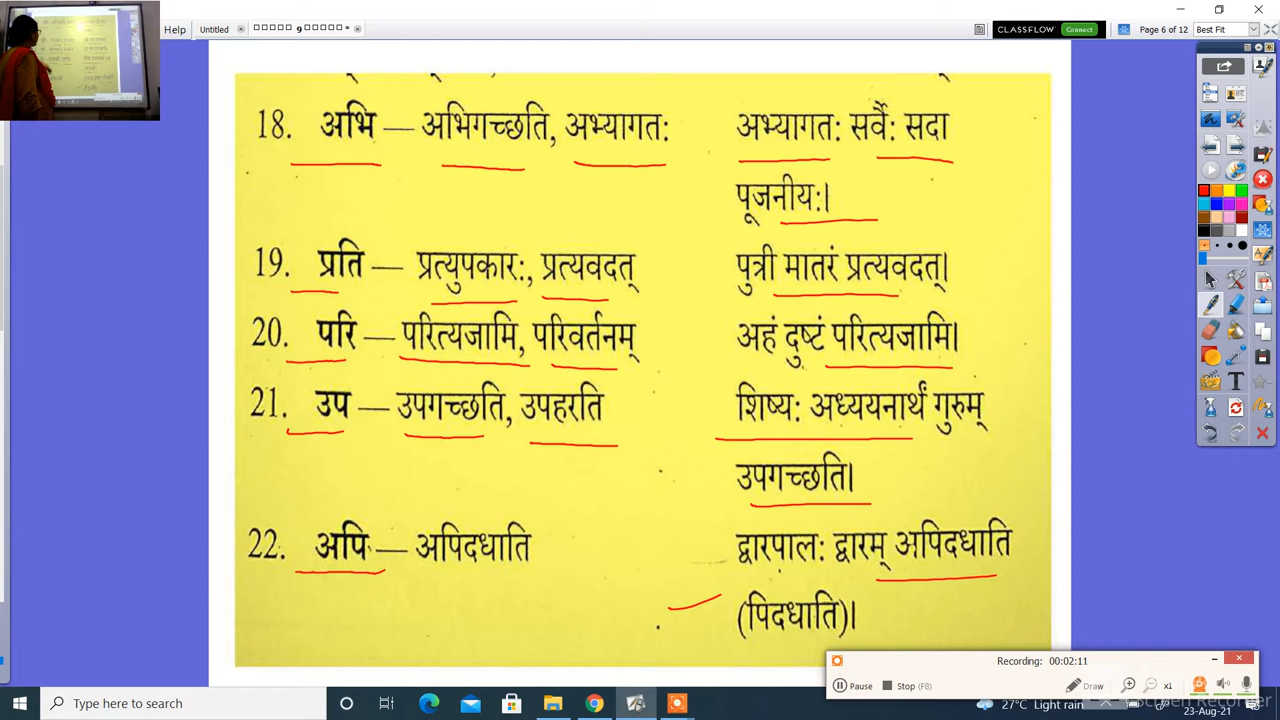 Help
Untitled
9
CLASSFLOW Connect
Page 6 of 12
Best Fit
18. अभि — अभिगच्छति, अभ्यागतः अभ्यागतः सर्वैः सदा
पूजनीयः।
19. प्रति — प्रत्युपकारः, प्रत्यवदत् पुत्री मातरं प्रत्यवदत्।
20. परि — परित्यजामि, परिवर्तनम् अहं दुष्टं परित्यजामि।
21. उप — उपगच्छति, उपहरति शिष्यः अध्ययनार्थं गुरुम्
उपगच्छति।
22. अपि — अपिदधाति द्वारपालः द्वारम् अपिदधाति
(पिदधाति)।
Recording: 00:02:11
Pause Stop (F8) Draw x1
Type here to search
27°C Light rain
23-Aug-21